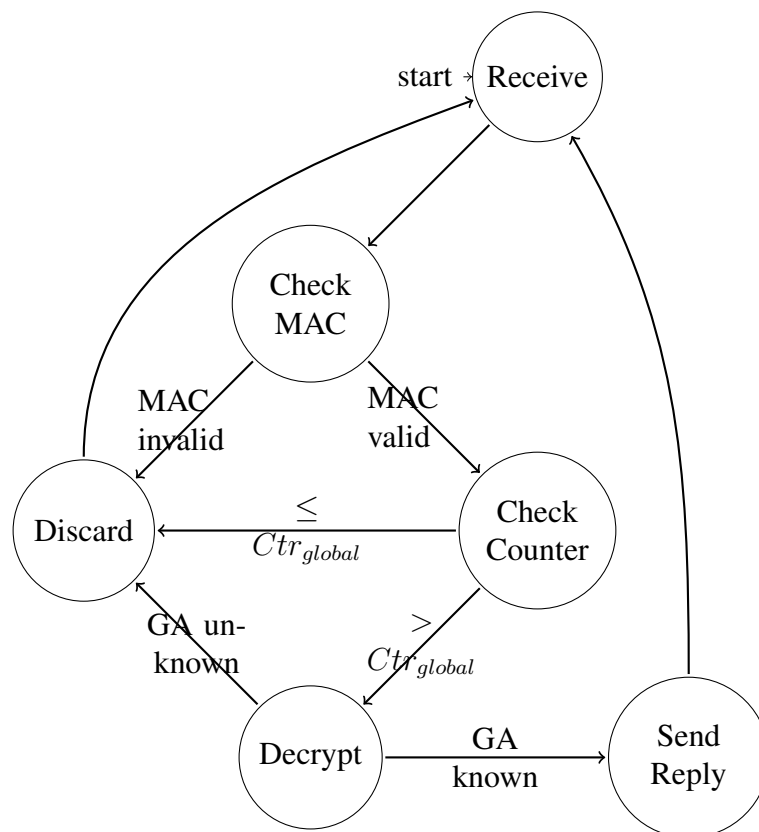 start
Receive
Check
MAC
MAC
invalid
MAC
valid
Discard
≤
Ctr_global
Check
Counter
GA un-
known
>
Ctr_global
Decrypt
GA
known
Send
Reply